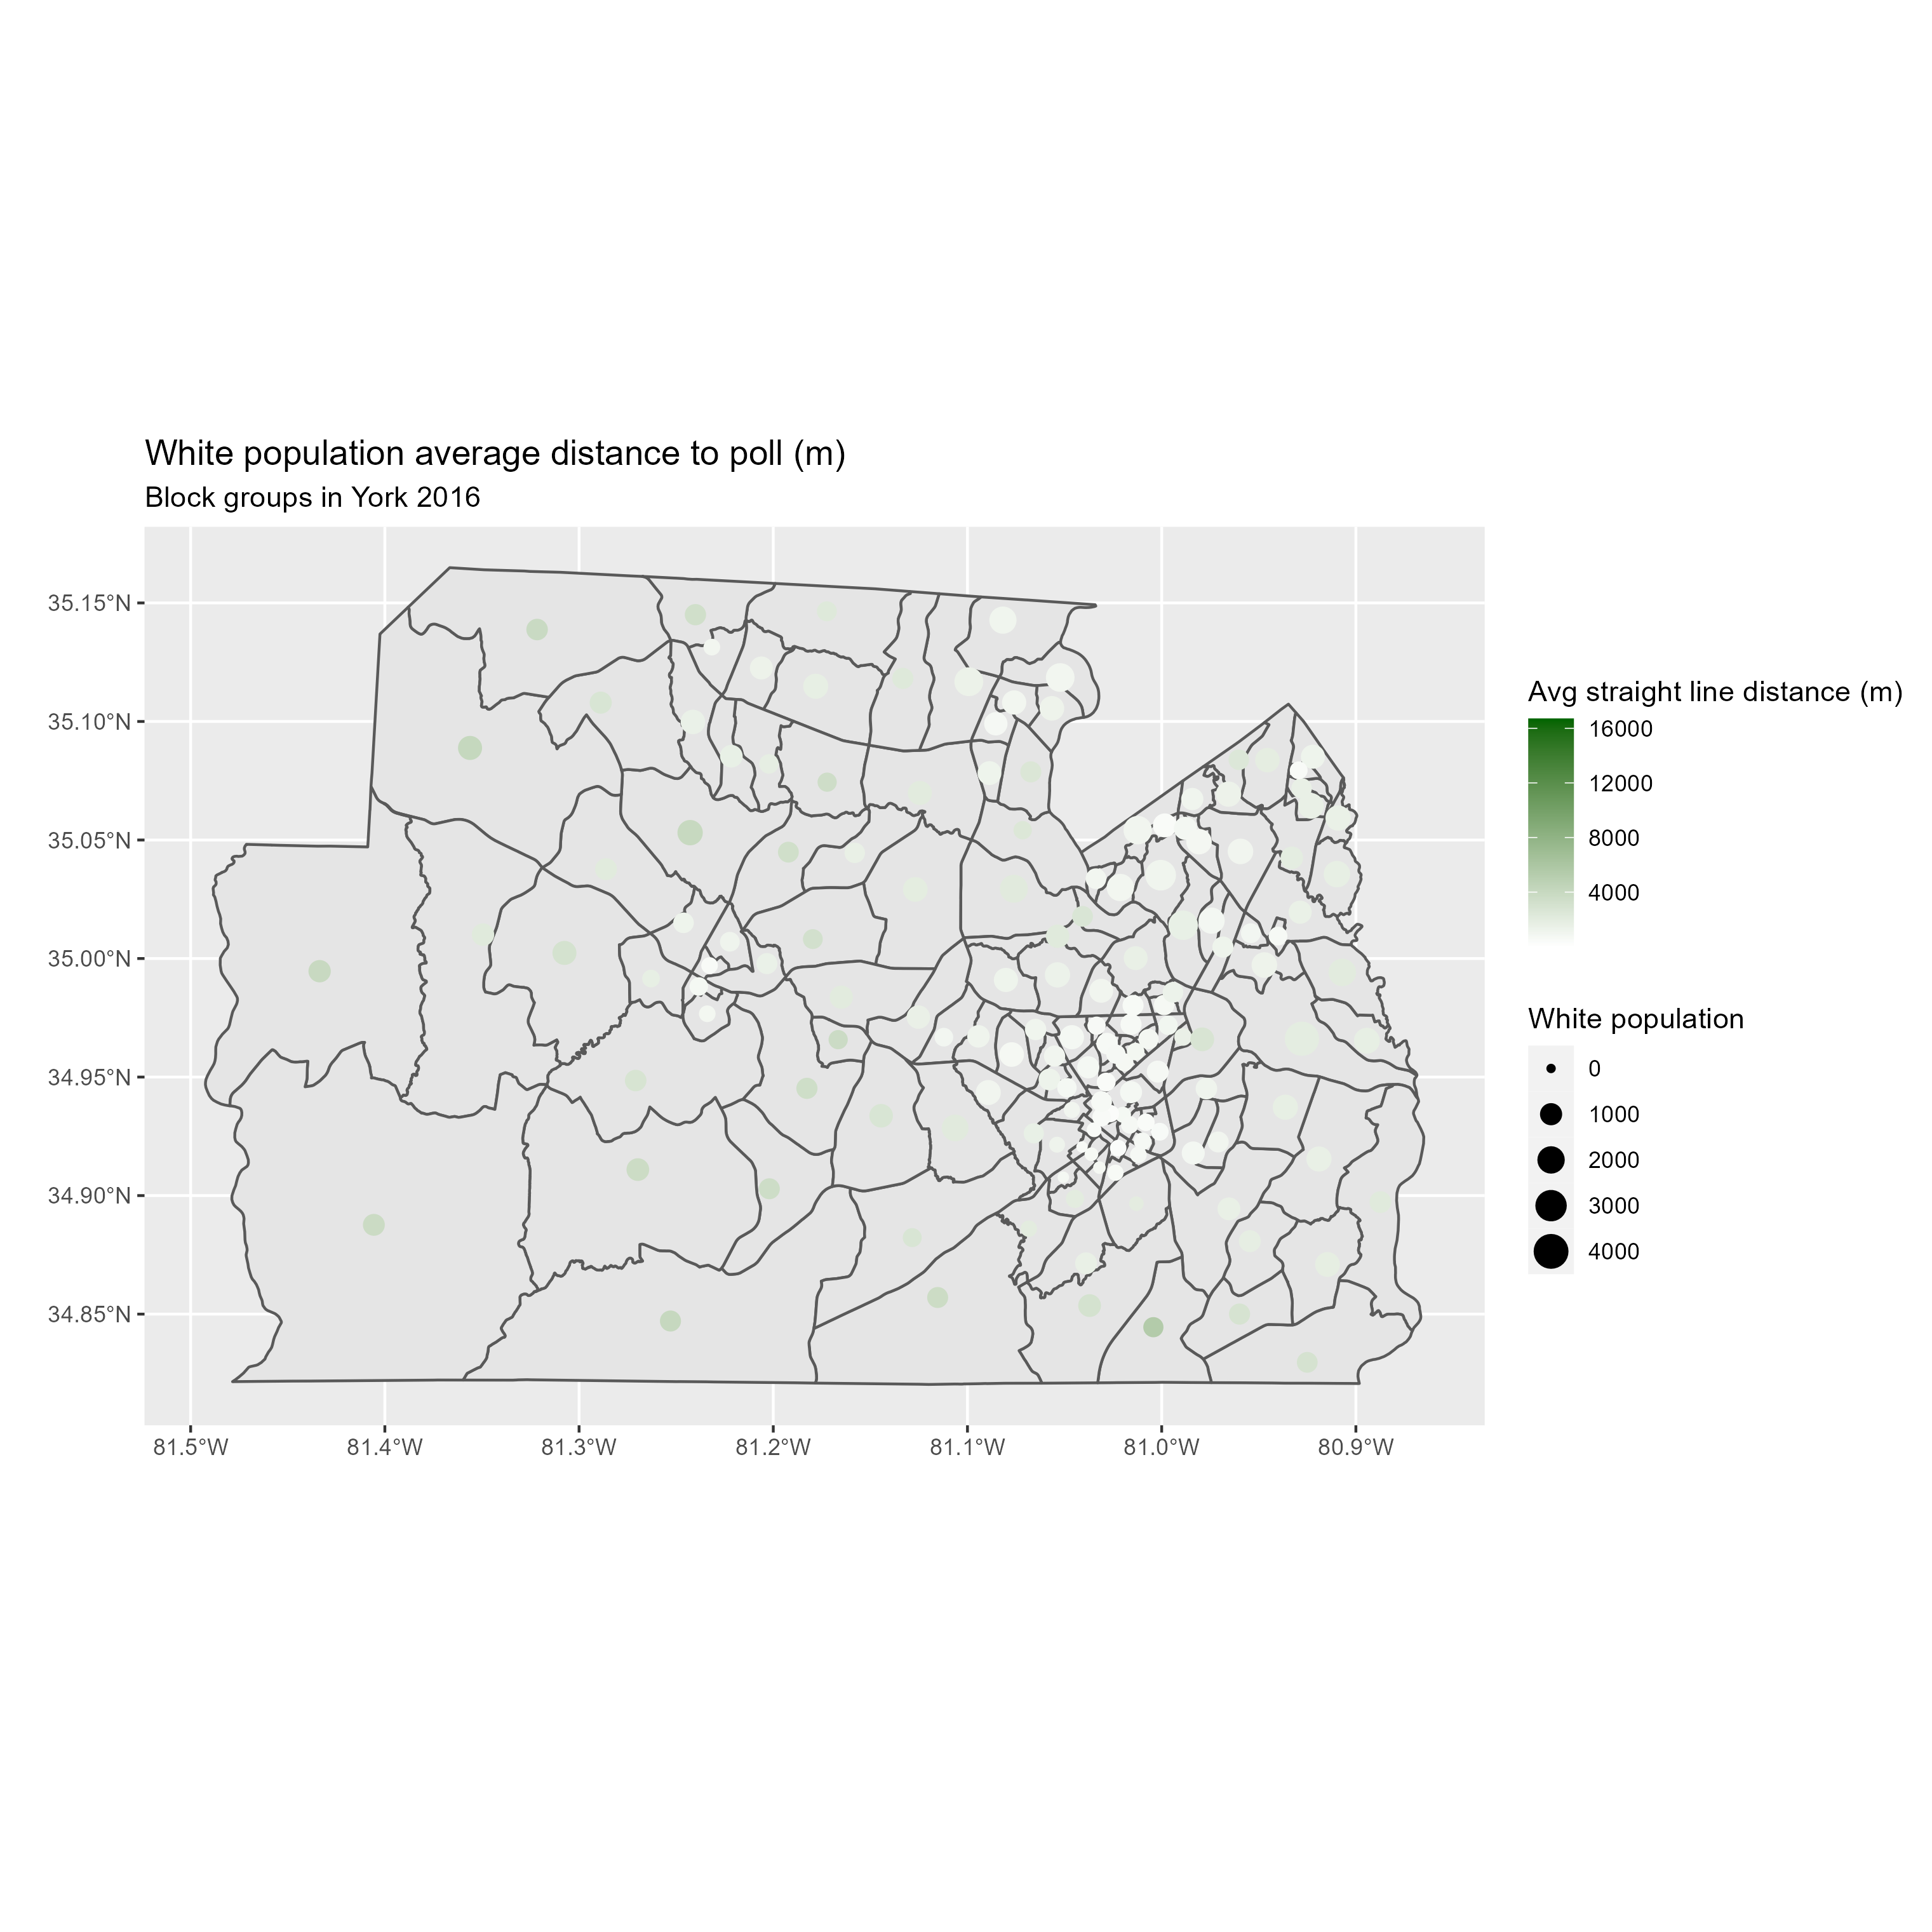 White population average distance to poll (m)
Block groups in York 2016
35.15°N
35.10°N
35.05°N
35.00°N
34.95°N
34.90°N
34.85°N
81.5°W
81.4°W
81.3°W
81.2°W
81.1°W
81.0°W
80.9°W
Avg straight line distance (m)
16000
12000
8000
4000
White population
0
1000
2000
3000
4000